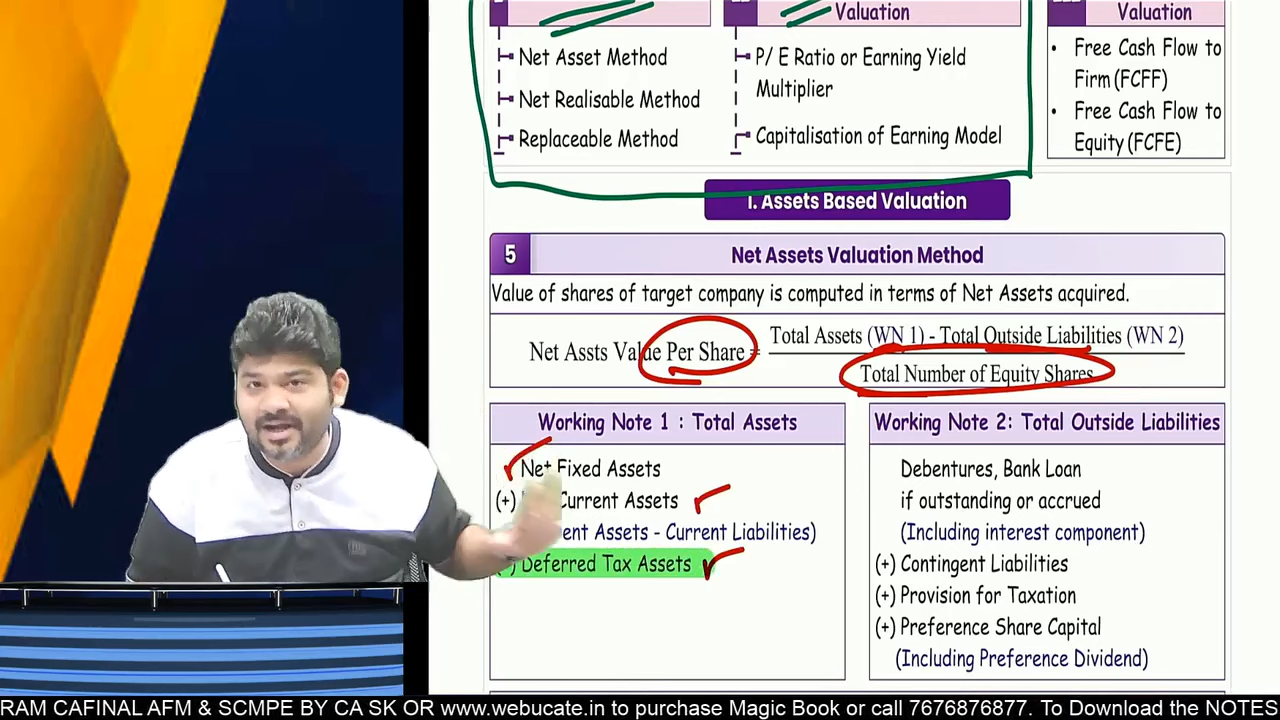 Valuation
Valuation
Net Asset Method
Net Realisable Method
Replaceable Method
P/ E Ratio or Earning Yield
Multiplier
Capitalisation of Earning Model
• Free Cash Flow to
Firm (FCFF)
• Free Cash Flow to
Equity (FCFE)
I. Assets Based Valuation
5 Net Assets Valuation Method
Value of shares of target company is computed in terms of Net Assets acquired.
Net Assts Value Per Share = Total Assets (WN 1) - Total Outside Liabilities (WN 2)
Total Number of Equity Shares
Working Note 1 : Total Assets
Net Fixed Assets
(+) Current Assets
Assets - Current Liabilities)
Deferred Tax Assets
Working Note 2: Total Outside Liabilities
Debentures, Bank Loan
if outstanding or accrued
(Including interest component)
(+) Contingent Liabilities
(+) Provision for Taxation
(+) Preference Share Capital
(Including Preference Dividend)
RAM CAFINAL AFM & SCMPE BY CA SK OR www.webucate.in to purchase Magic Book or call 7676876877. To Download the NOTES